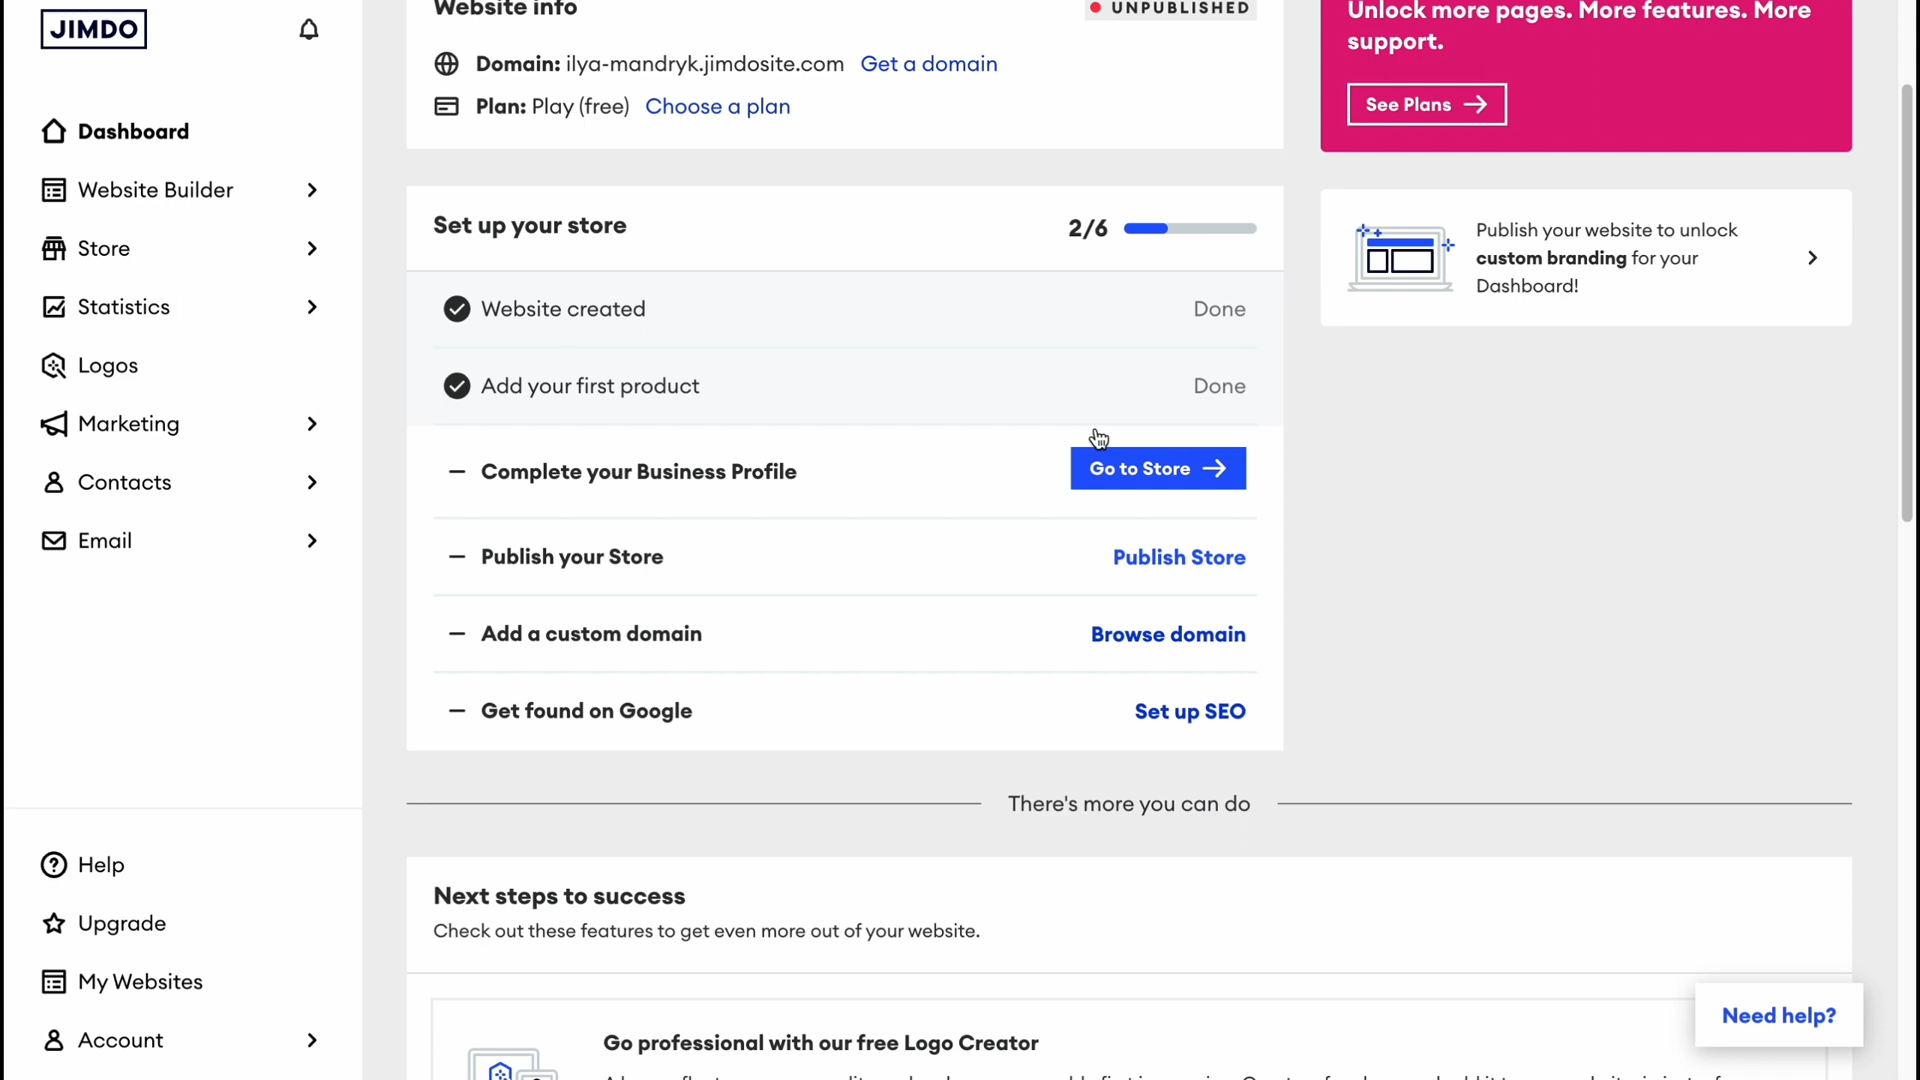 JIMDO
Dashboard
Website Builder
Store
Statistics
Logos
Marketing
Contacts
Email
Help
Upgrade
My Websites
Account
Website info
UNPUBLISHED
Domain: ilya-mandryk.jimdosite.com Get a domain
Plan: Play (free) Choose a plan
Set up your store 2/6
Website created Done
Add your first product Done
Complete your Business Profile Go to Store
Publish your Store Publish Store
Add a custom domain Browse domain
Get found on Google Set up SEO
Unlock more pages. More features. More
support.
See Plans
Publish your website to unlock
custom branding for your
Dashboard!
There's more you can do
Next steps to success
Check out these features to get even more out of your website.
Go professional with our free Logo Creator
Need help?